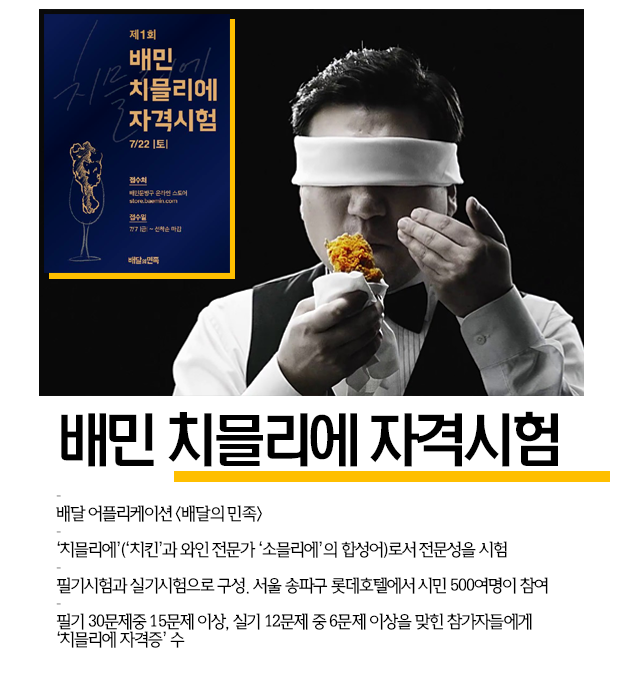 치믈리에
제1회
배민
치믈리에
자격시험
7/22 |토|
접수처
배민문방구 온라인 스토어
store.baemin.com
접수일
7/7 |금| ~ 선착순 마감
배달의민족
배민 치믈리에 자격시험
-
배달 어플리케이션 <배달의 민족>
-
‘치믈리에’(‘치킨’과 와인 전문가 ‘소믈리에’의 합성어)로서 전문성을 시험
-
필기시험과 실기시험으로 구성. 서울 송파구 롯데호텔에서 시민 500여명이 참여
-
필기 30문제중 15문제 이상, 실기 12문제 중 6문제 이상을 맞힌 참가자들에게
‘치믈리에 자격증’ 수